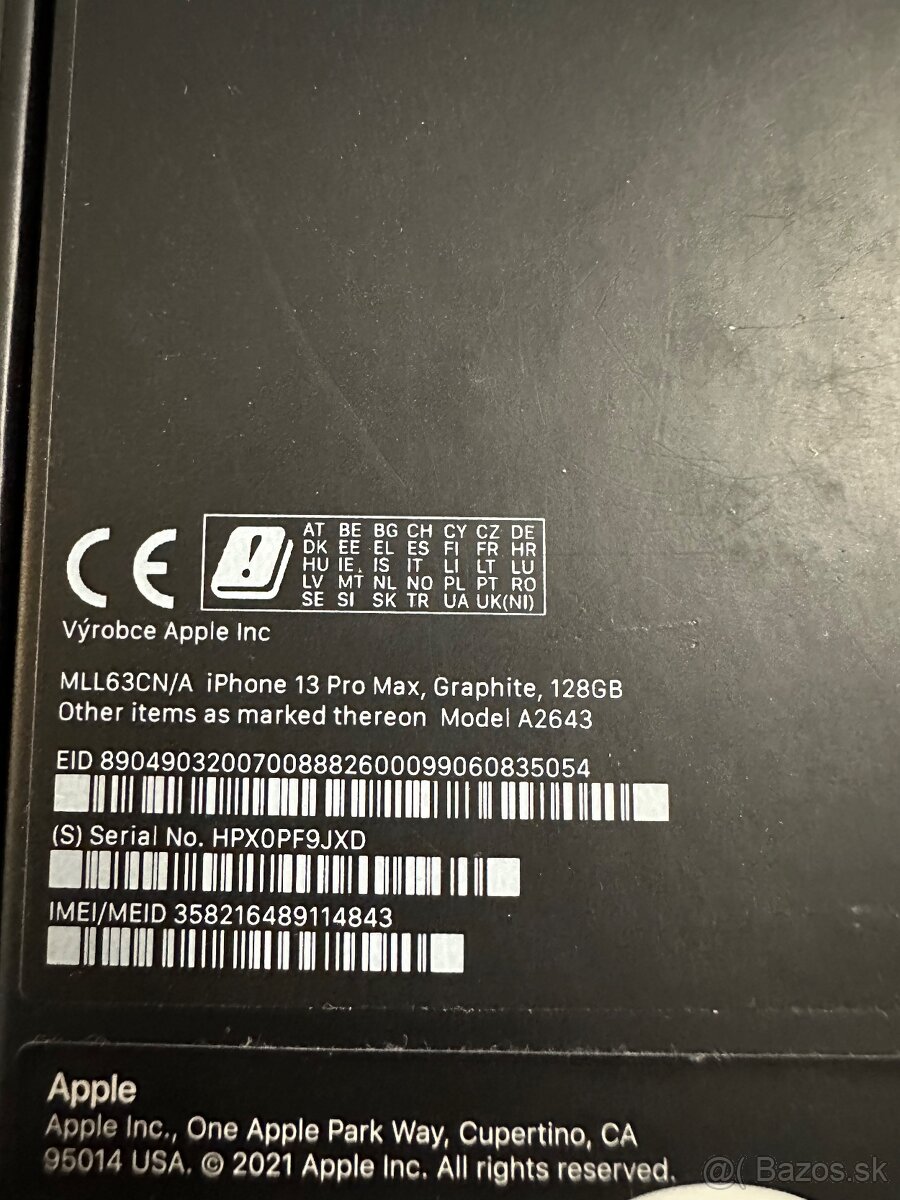 CE
AT BE BG CH CY CZ DE
DK EE EL ES FI FR HR
HU IE IS IT LI LT LU
LV MT NL NO PL PT RO
SE SI SK TR UA UK(NI)
Výrobce Apple Inc
MLL63CN/A iPhone 13 Pro Max, Graphite, 128GB
Other items as marked thereon Model A2643
EID 89049032007008882600099060835054
(S) Serial No. HPX0PF9JXD
IMEI/MEID 358216489114843
Apple
Apple Inc., One Apple Park Way, Cupertino, CA
95014 USA. © 2021 Apple Inc. All rights reserved.
@( Bazos.sk